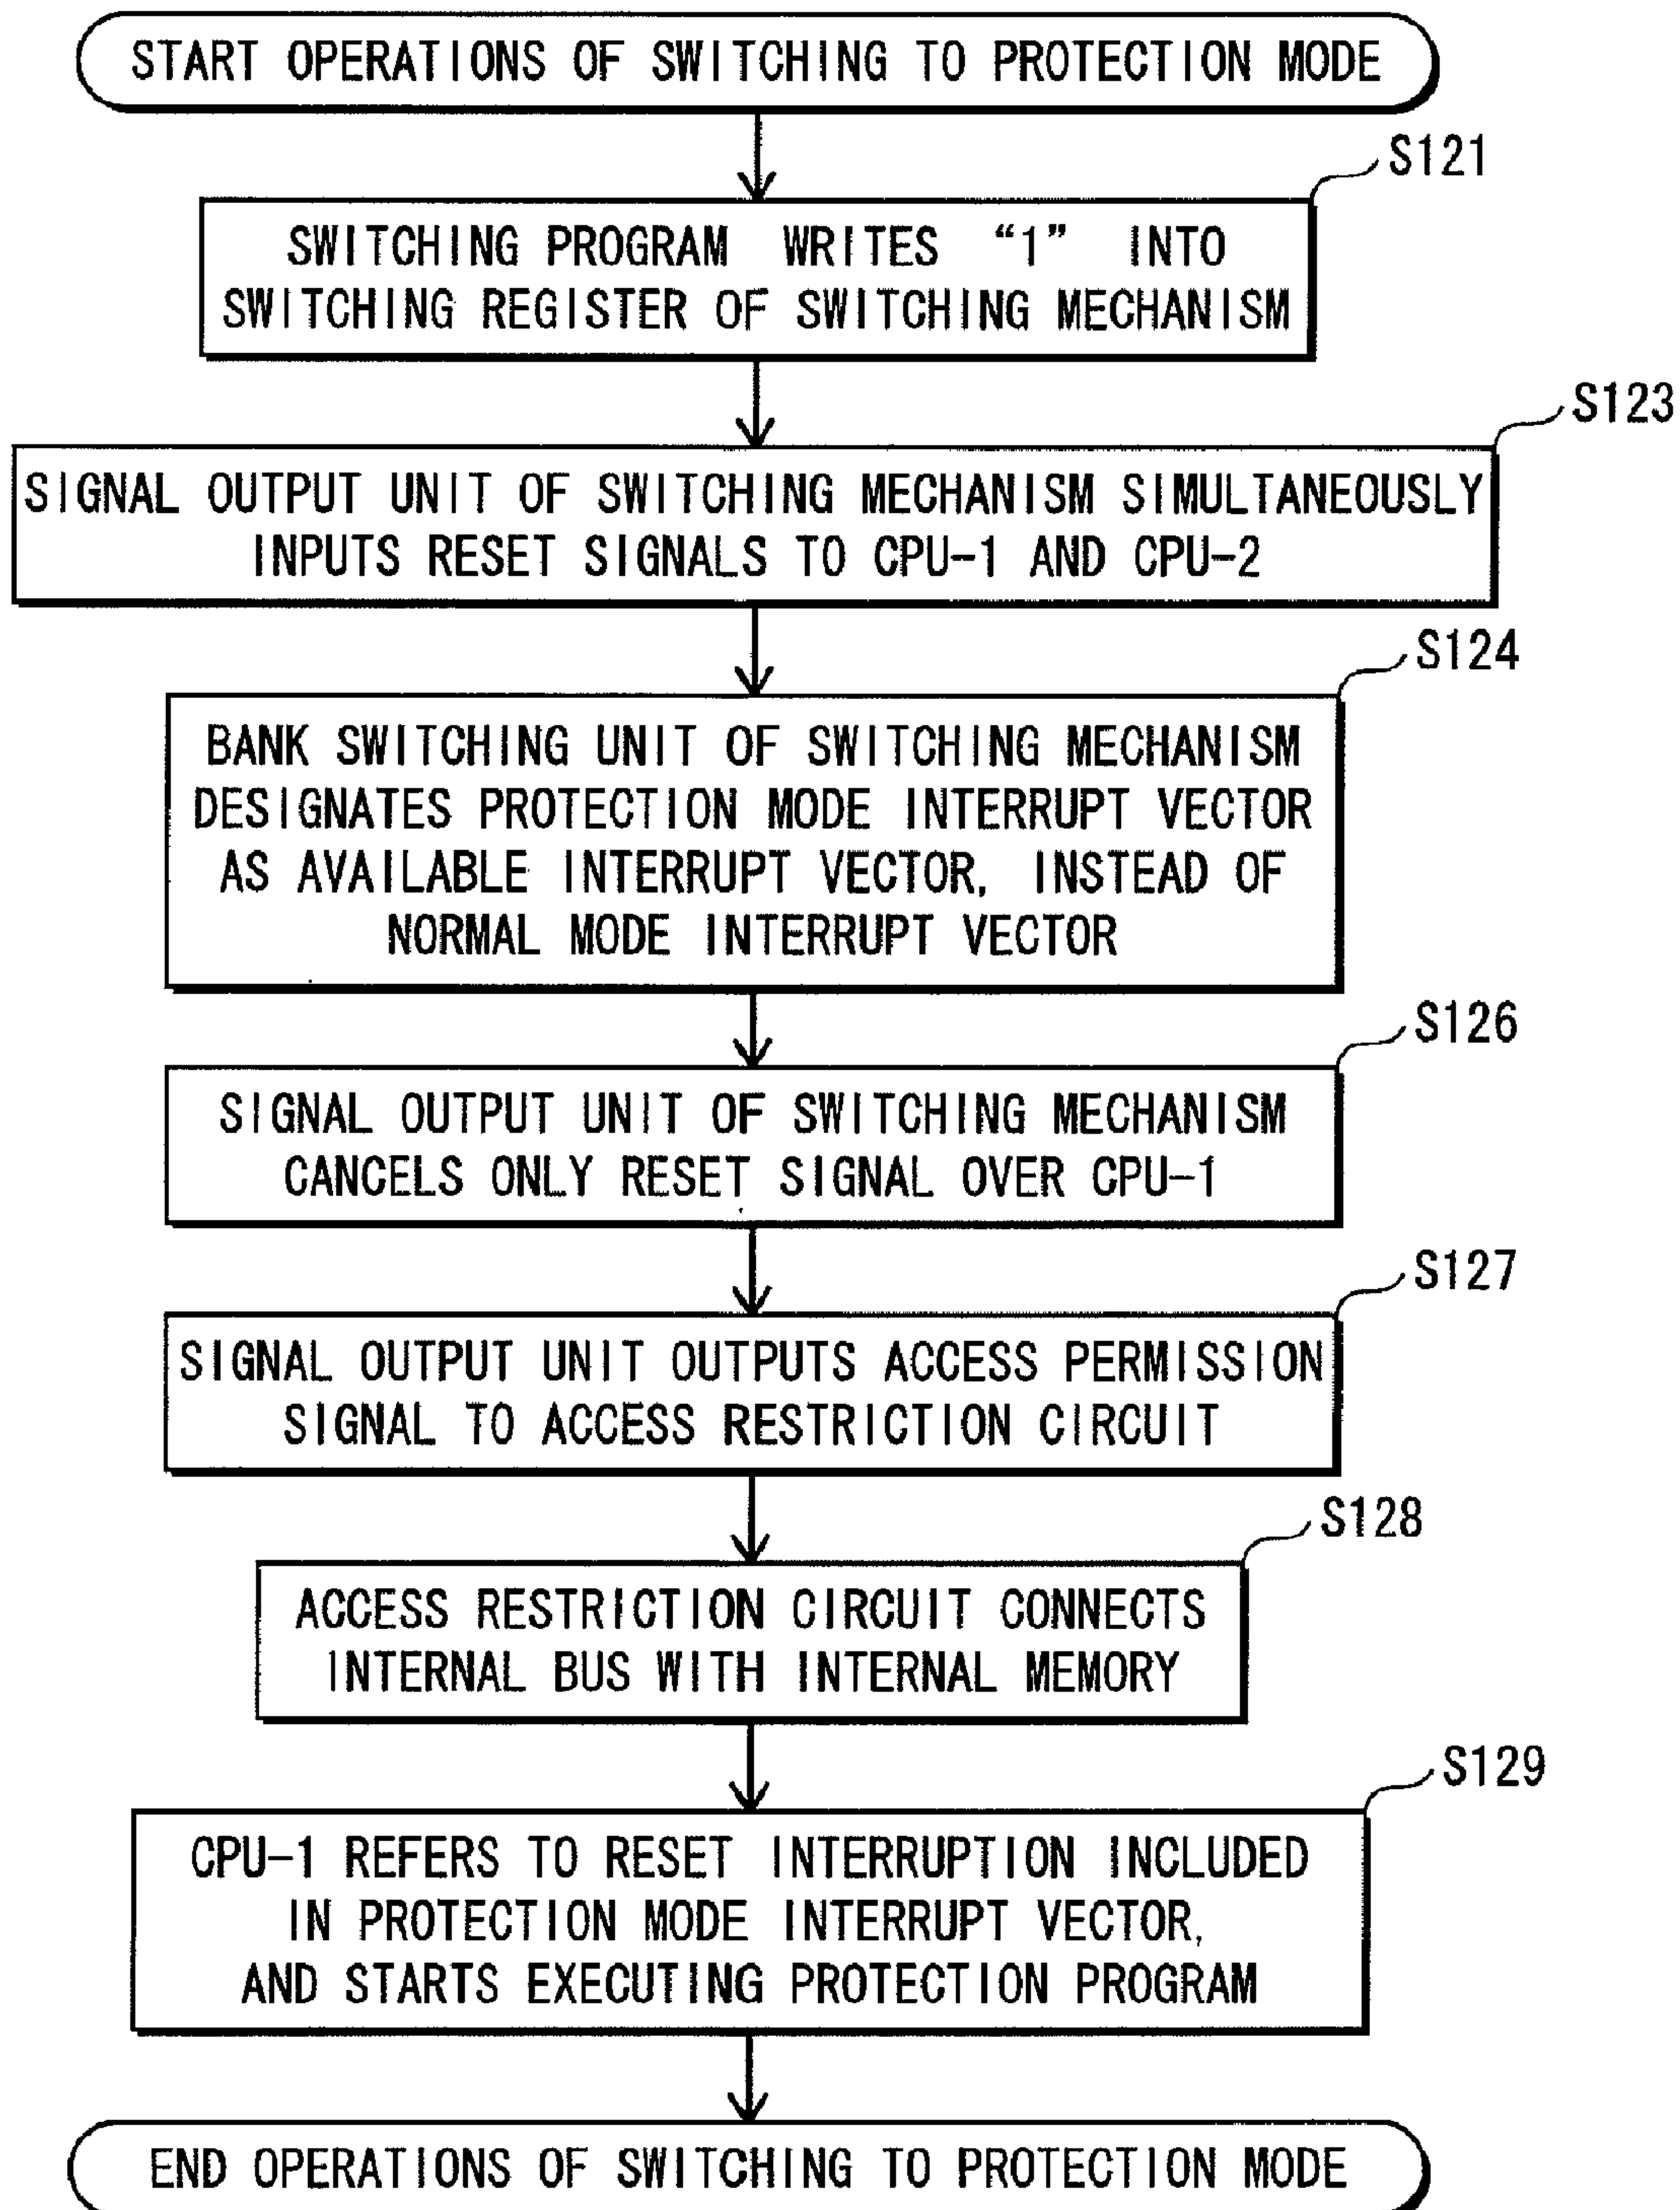 START OPERATIONS OF SWITCHING TO PROTECTION MODE
S121
SWITCHING PROGRAM WRITES “1” INTO
SWITCHING REGISTER OF SWITCHING MECHANISM
S123
SIGNAL OUTPUT UNIT OF SWITCHING MECHANISM SIMULTANEOUSLY
INPUTS RESET SIGNALS TO CPU-1 AND CPU-2
S124
BANK SWITCHING UNIT OF SWITCHING MECHANISM
DESIGNATES PROTECTION MODE INTERRUPT VECTOR
AS AVAILABLE INTERRUPT VECTOR, INSTEAD OF
NORMAL MODE INTERRUPT VECTOR
S126
SIGNAL OUTPUT UNIT OF SWITCHING MECHANISM
CANCELS ONLY RESET SIGNAL OVER CPU-1
S127
SIGNAL OUTPUT UNIT OUTPUTS ACCESS PERMISSION
SIGNAL TO ACCESS RESTRICTION CIRCUIT
S128
ACCESS RESTRICTION CIRCUIT CONNECTS
INTERNAL BUS WITH INTERNAL MEMORY
S129
CPU-1 REFERS TO RESET INTERRUPTION INCLUDED
IN PROTECTION MODE INTERRUPT VECTOR,
AND STARTS EXECUTING PROTECTION PROGRAM
END OPERATIONS OF SWITCHING TO PROTECTION MODE